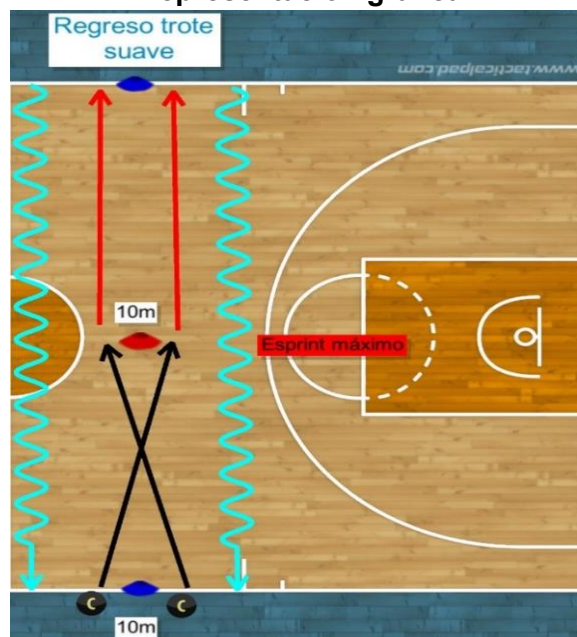 Regreso trote
suave
www.tacticalpad.com
10m
Esprint máximo
C C
10m